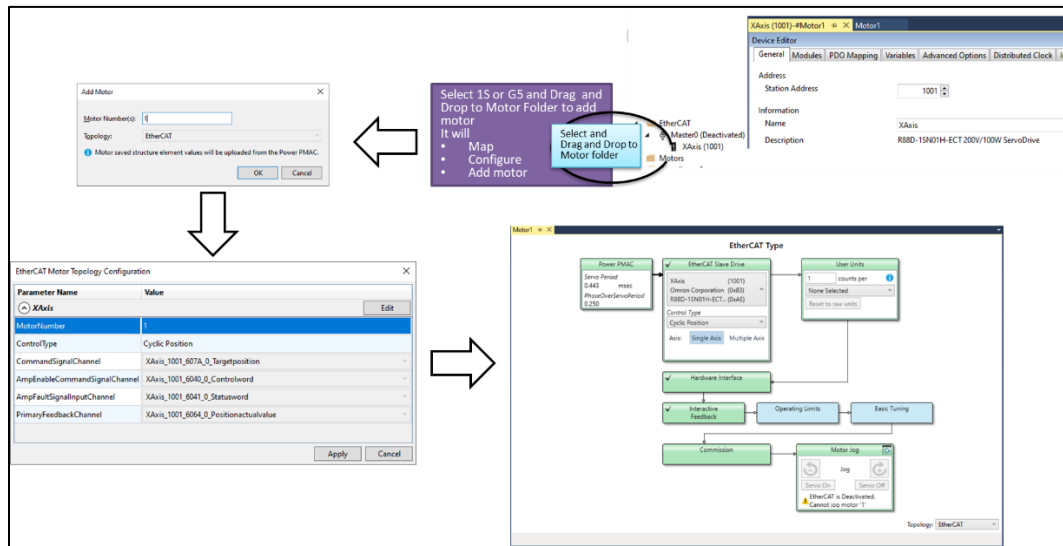 XAxis (1001)-#Motor1
Motor1
Device Editor
General
Modules
PDO Mapping
Variables
Advanced Options
Distributed Clock
Address
Station Address
1001
Information
Name
XAxis
Description
R88D-1SN01H-ECT 200V/100W ServoDrive
EtherCAT
Master0 (Deactivated)
XAxis (1001)
Motors
Select and
Drag and Drop to
Motor folder
Select 1S or G5 and Drag and
Drop to Motor Folder to add
motor
It will
• Map
• Configure
• Add motor
Add Motor
Motor Number(s):
1
Topology:
EtherCAT
Motor saved structure element values will be uploaded from the Power PMAC.
OK
Cancel
EtherCAT Motor Topology Configuration
Parameter Name
Value
XAxis
Edit
MotorNumber
1
ControlType
Cyclic Position
CommandSignalChannel
XAxis_1001_607A_0_Targetposition
AmpEnableCommandSignalChannel
XAxis_1001_6040_0_Controlword
AmpFaultSignalInputChannel
XAxis_1001_6041_0_Statusword
PrimaryFeedbackChannel
XAxis_1001_6064_0_Positionactualvalue
Apply
Cancel
Motor1
EtherCAT Type
Power PMAC
Servo Period
0.443 msec
PhaseOverServoPeriod
0.250
EtherCAT Slave Drive
XAxis (1001)
Omron Corporation (0x83)
R88D-1SN01H-ECT... (0xAE)
Control Type
Cyclic Position
Axis:
Single Axis
Multiple Axis
User Units
1
counts per
None Selected
Reset to raw units
Hardware Interface
Interactive
Feedback
Operating Limits
Basic Tuning
Commission
Motor Jog
Jog
Servo On
Servo Off
EtherCAT is Deactivated.
Cannot jog motor '1'
Topology:
EtherCAT